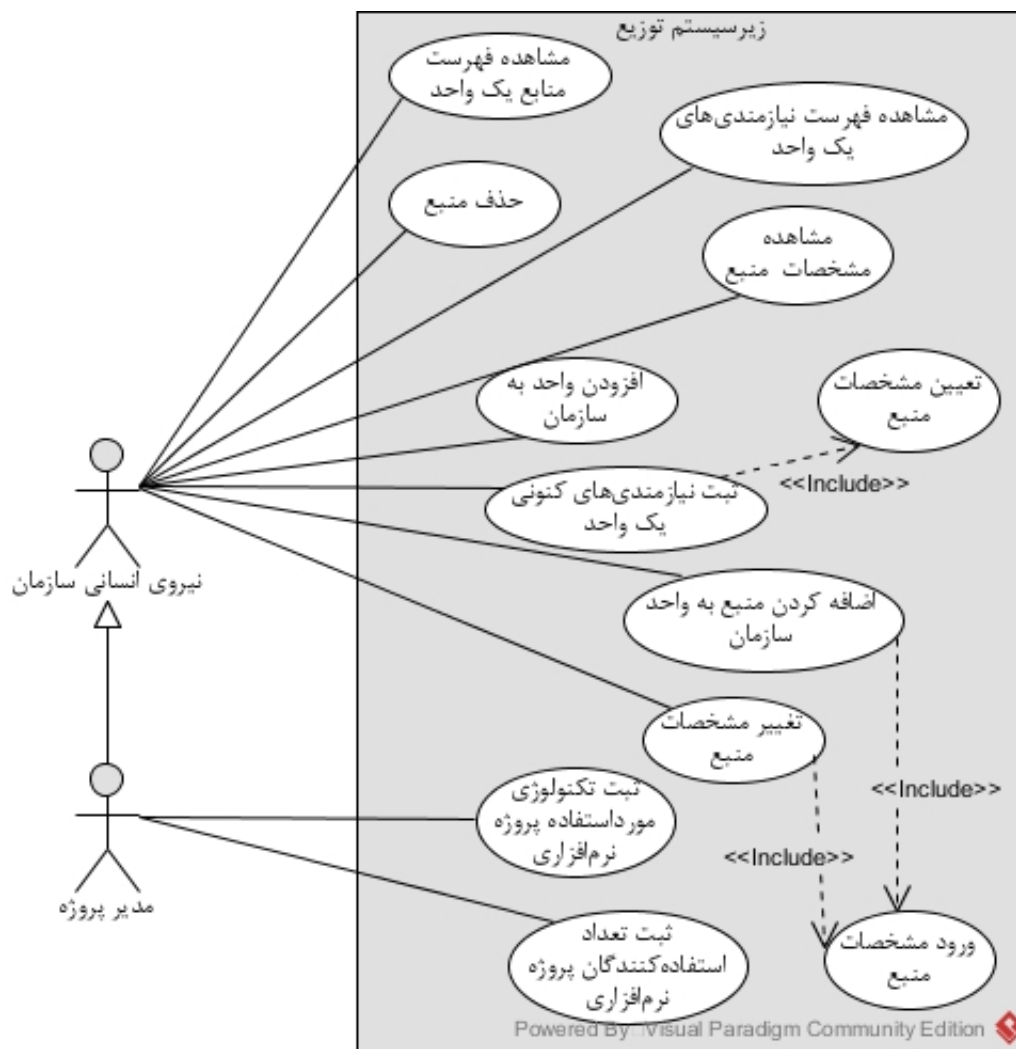 زیرسیستم توزیع
مشاهده فهرست
منابع یک واحد
مشاهده فهرست نیازمندی‌های
یک واحد
حذف منبع
مشاهده
مشخصات منبع
افزودن واحد به
سازمان
تعیین مشخصات
منبع
ثبت نیازمندی‌های کنونی
یک واحد
<<Include>>
نیروی انسانی سازمان
اضافه کردن منبع به واحد
سازمان
تغییر مشخصات
منبع
ثبت تکنولوژی
مورداستفاده پروژه
نرم‌افزاری
<<Include>>
<<Include>>
مدیر پروژه
ثبت تعداد
استفاده‌کنندگان پروژه
نرم‌افزاری
ورود مشخصات
منبع
Powered By: Visual Paradigm Community Edition